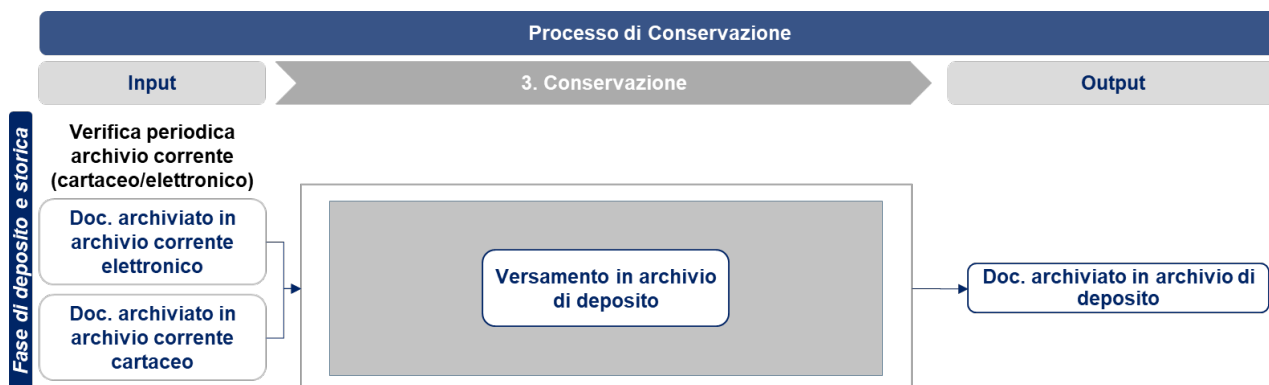 Processo di Conservazione
Input
3. Conservazione
Output
Fase di deposito e storica
Verifica periodica
archivio corrente
(cartaceo/elettronico)
Doc. archiviato in
archivio corrente
elettronico
Doc. archiviato in
archivio corrente
cartaceo
Versamento in archivio
di deposito
Doc. archiviato in archivio di
deposito